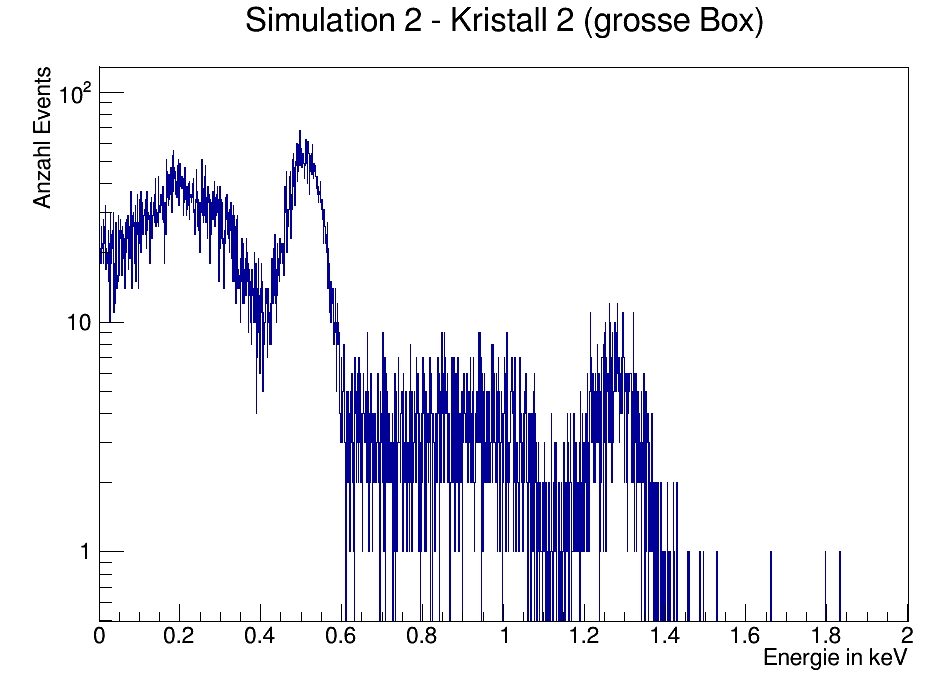 Simulation 2 - Kristall 2 (grosse Box)
Anzahl Events
10²
10
1
0 0.2 0.4 0.6 0.8 1 1.2 1.4 1.6 1.8 2
Energie in keV